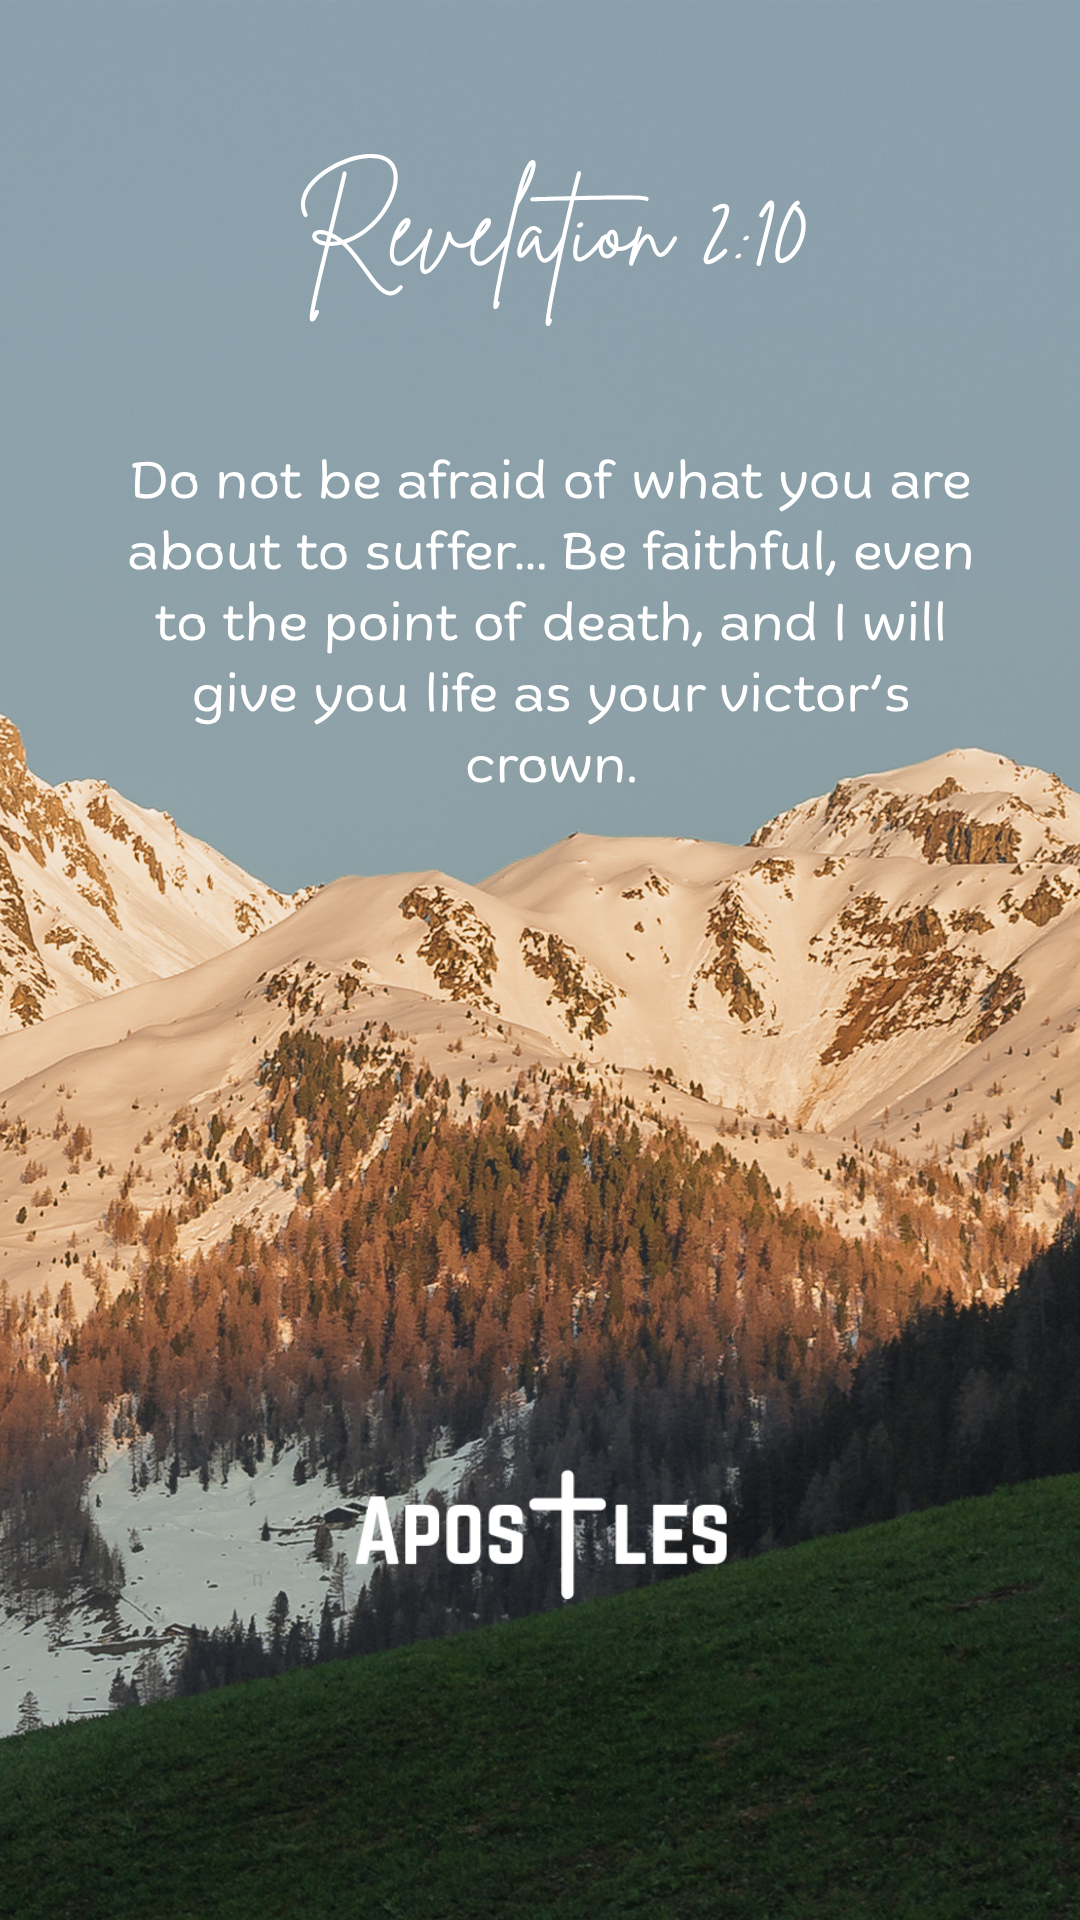 Revelation 2:10
Do not be afraid of what you are
about to suffer... Be faithful, even
to the point of death, and I will
give you life as your victor's
crown.
APOSTLES